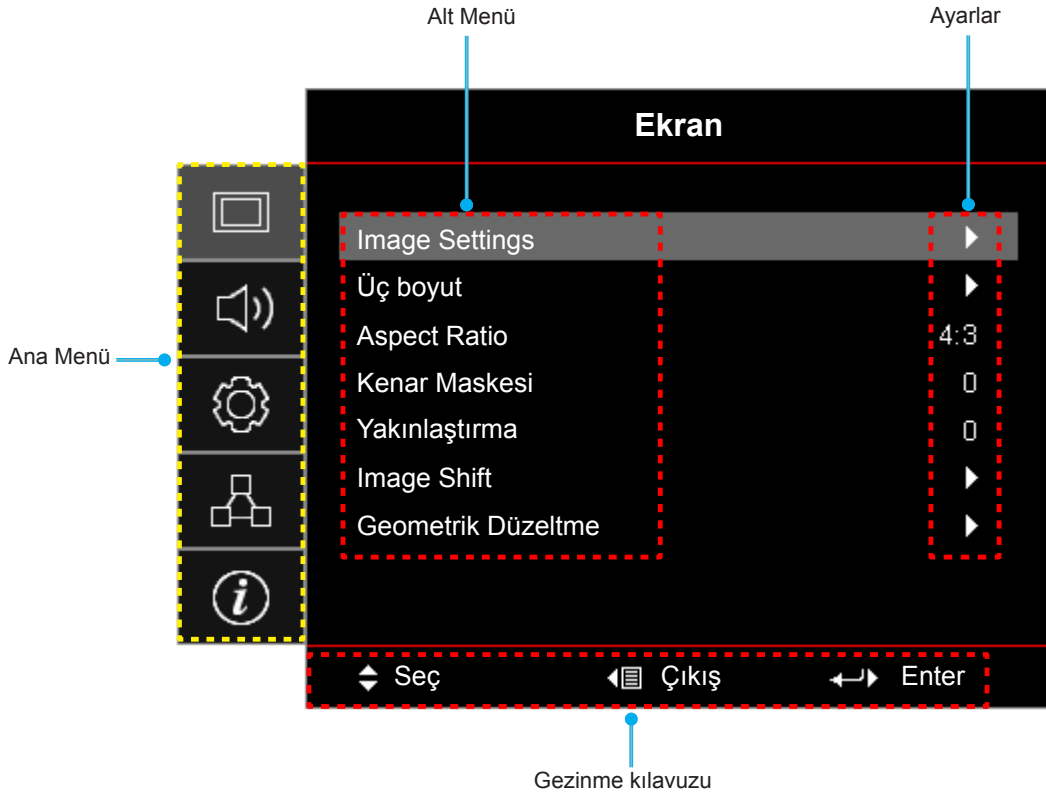 Alt Menü
Ayarlar
Ekran
Image Settings
Üç boyut
Aspect Ratio 4:3
Ana Menü
Kenar Maskesi 0
Yakınlaştırma 0
Image Shift
Geometrik Düzeltme
i
Seç Çıkış Enter
Gezinme kılavuzu